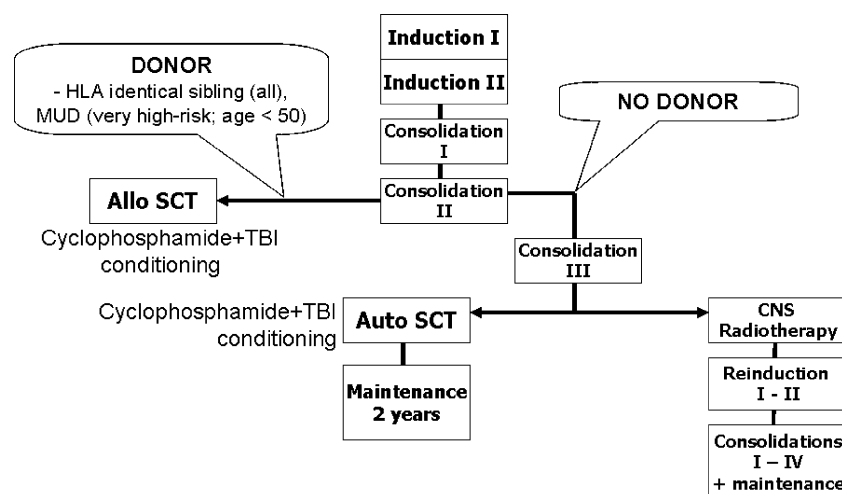 Induction I
Induction II
DONOR
- HLA identical sibling (all),
MUD (very high-risk; age < 50)
NO DONOR
Consolidation
I
Allo SCT
Consolidation
II
Cyclophosphamide+TBI
conditioning
Consolidation
III
Cyclophosphamide+TBI
conditioning
Auto SCT
CNS
Radiotherapy
Maintenance
2 years
Reinduction
I - II
Consolidations
I – IV
+ maintenance